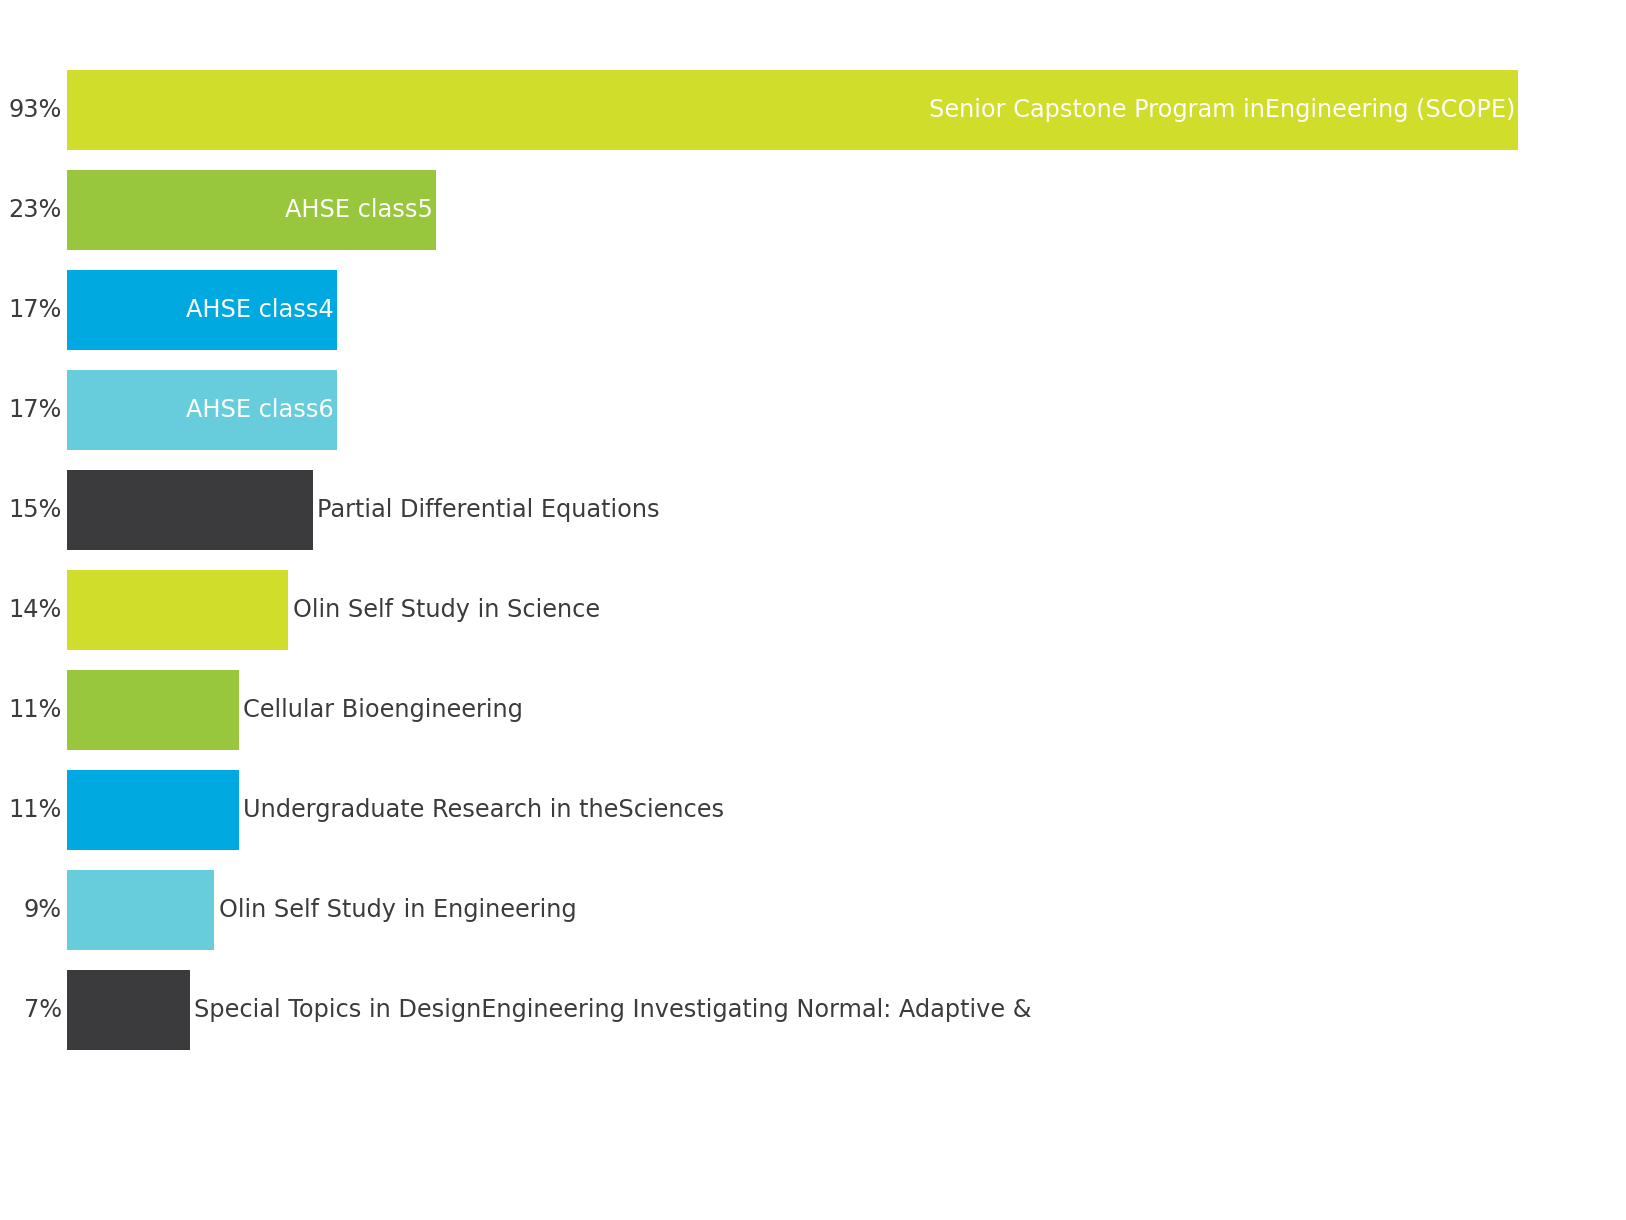 93% Senior Capstone Program inEngineering (SCOPE)
23% AHSE class5
17% AHSE class4
17% AHSE class6
15% Partial Differential Equations
14% Olin Self Study in Science
11% Cellular Bioengineering
11% Undergraduate Research in theSciences
9% Olin Self Study in Engineering
7% Special Topics in DesignEngineering Investigating Normal: Adaptive &